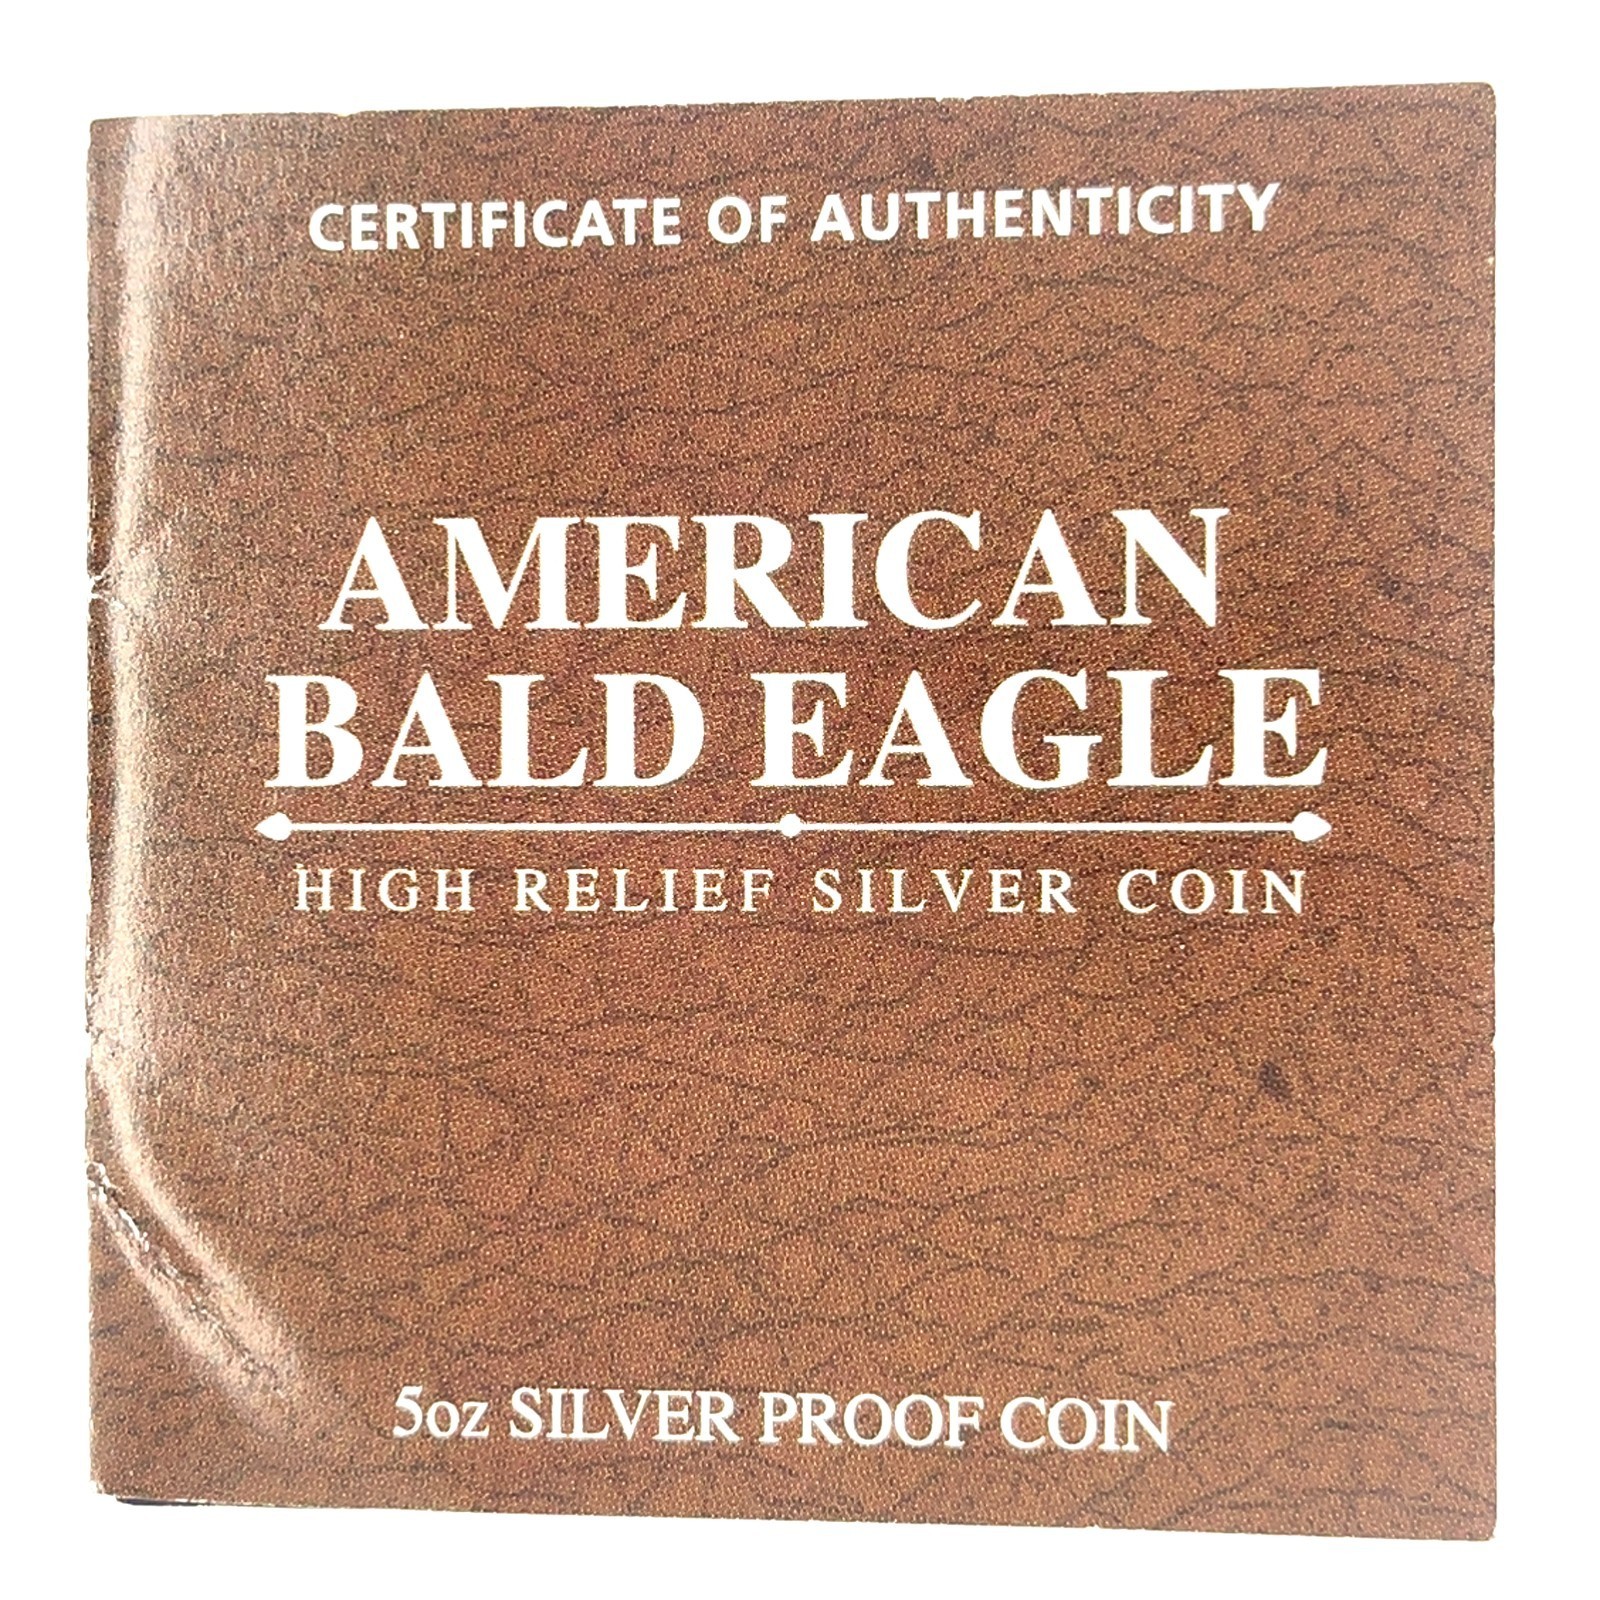 CERTIFICATE OF AUTHENTICITY
AMERICAN
BALD EAGLE
HIGH RELIEF SILVER COIN
5oz SILVER PROOF COIN